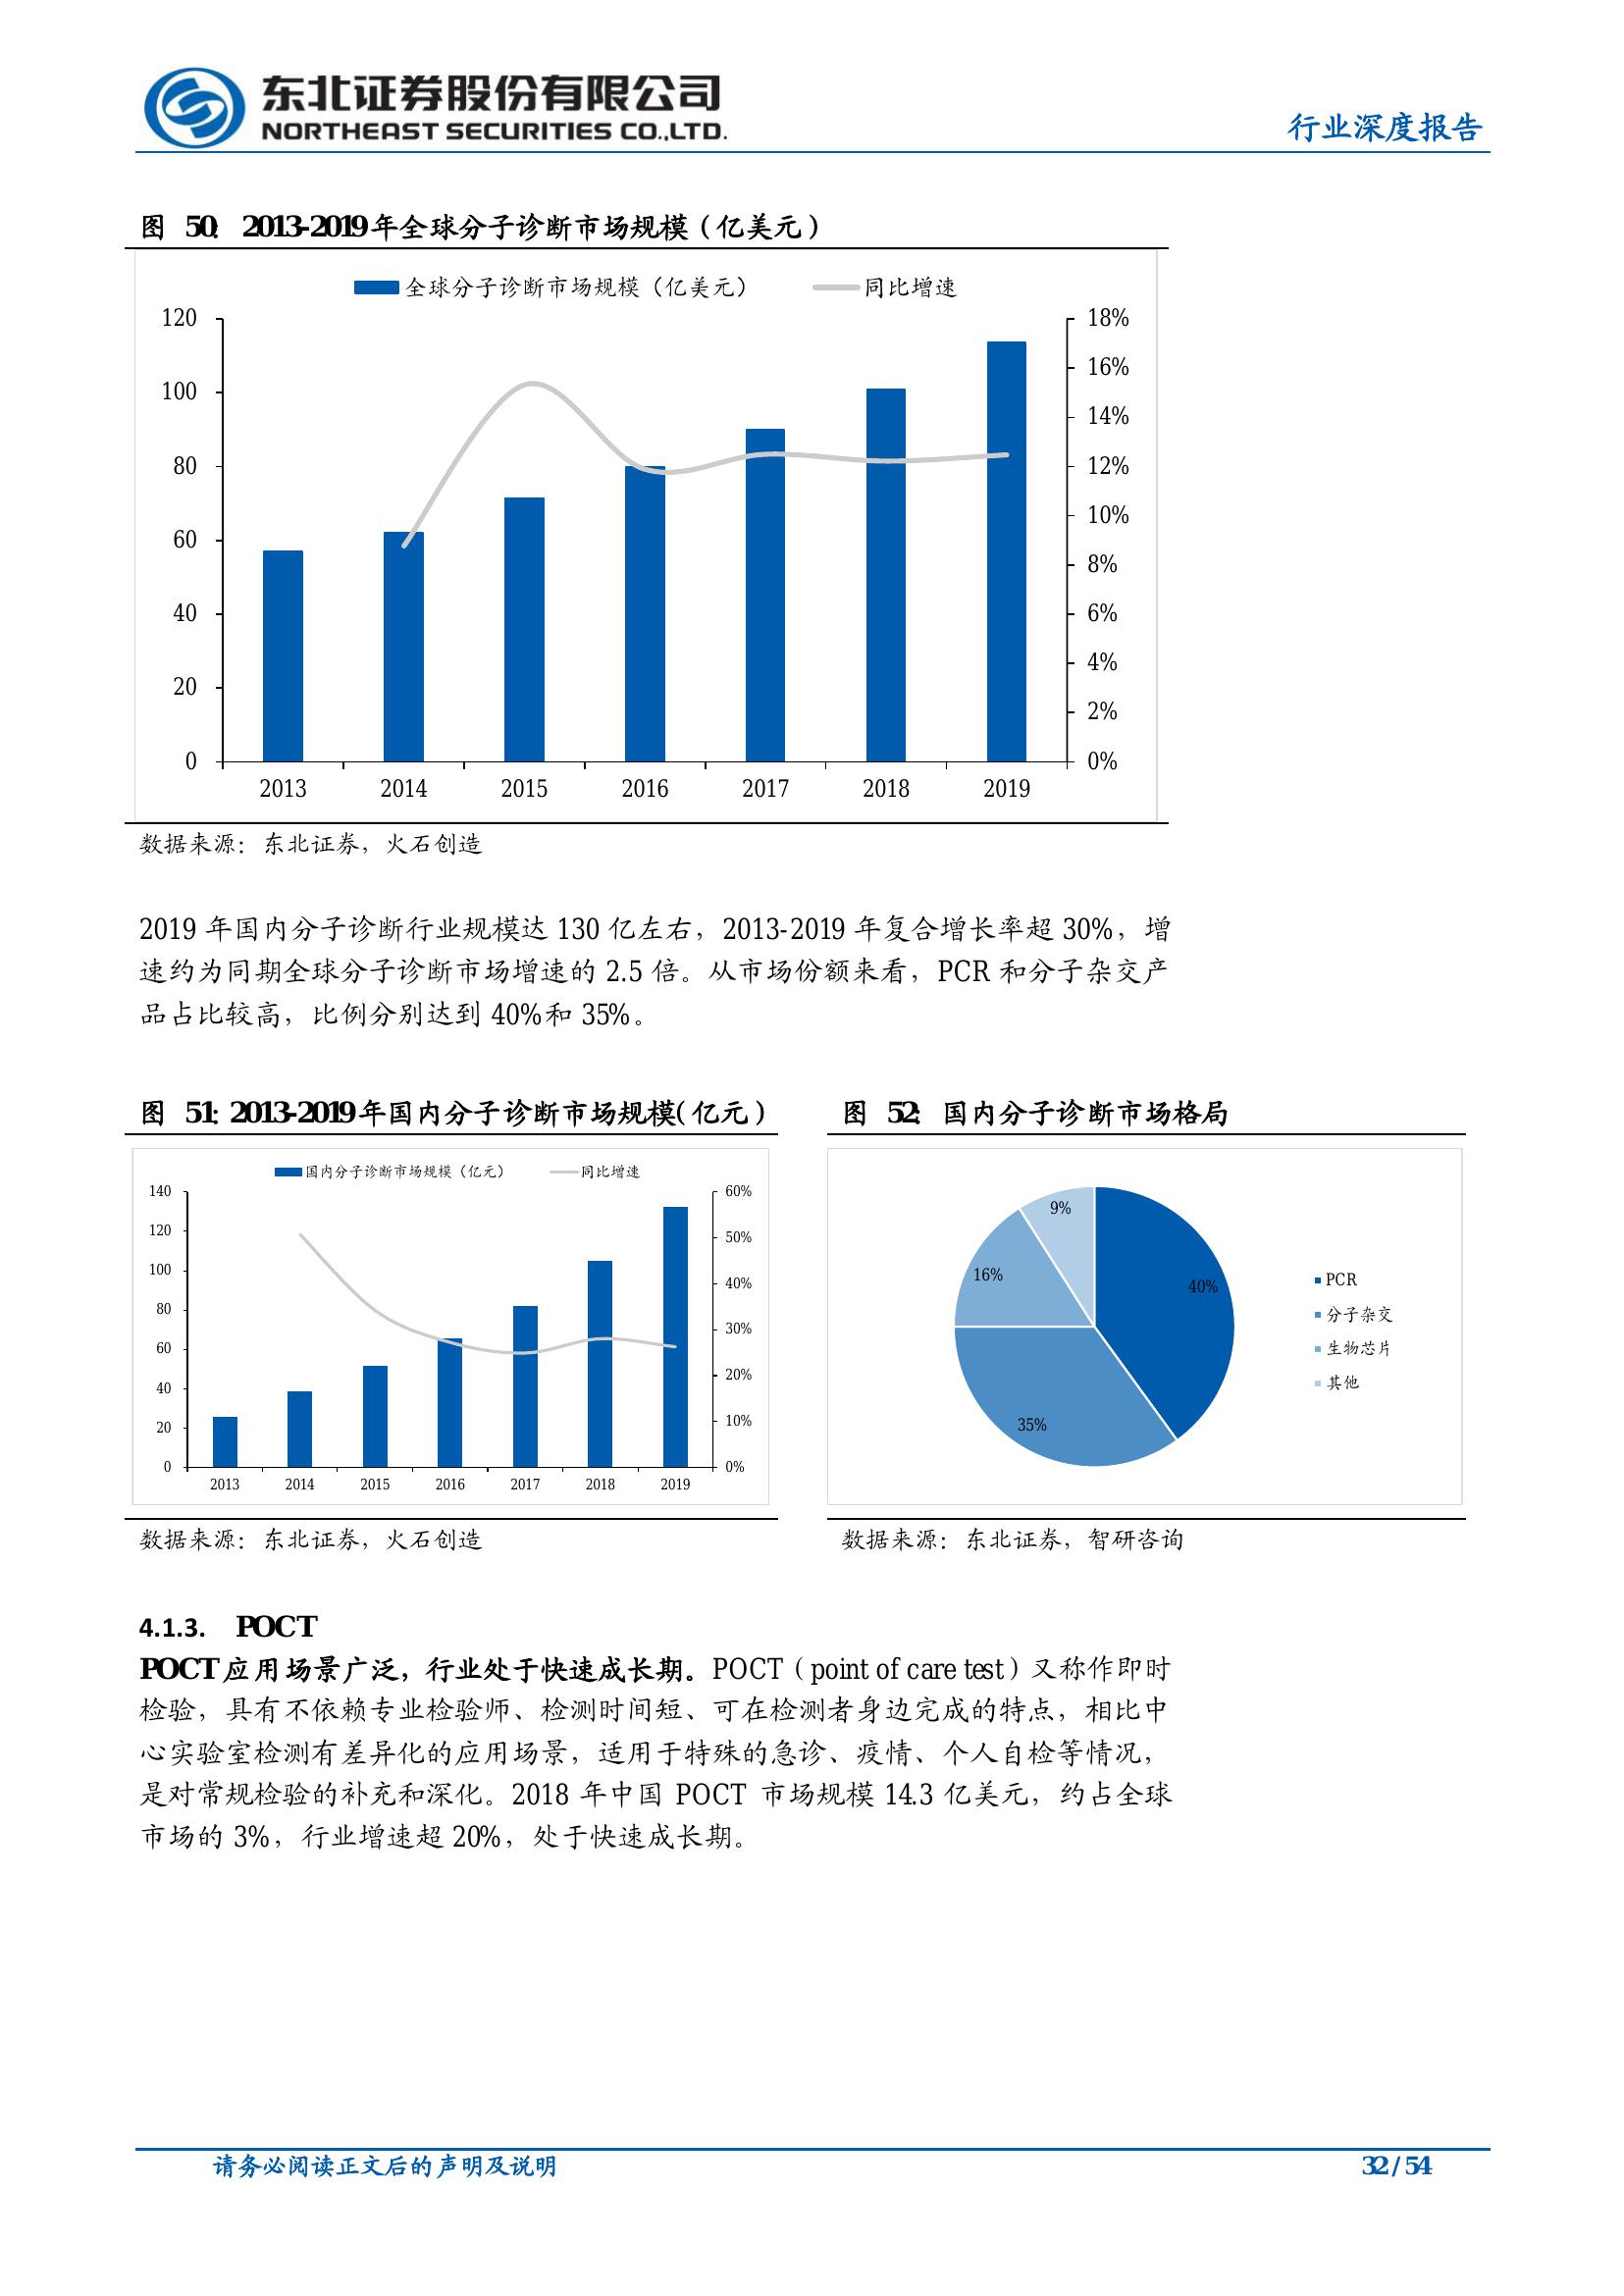 东北证券股份有限公司
NORTHEAST SECURITIES CO.,LTD.
行业深度报告
图 50： 2013-2019年全球分子诊断市场规模（亿美元）
全球分子诊断市场规模（亿美元） 同比增速
120
100
80
60
40
20
0
18%
16%
14%
12%
10%
8%
6%
4%
2%
0%
2013 2014 2015 2016 2017 2018 2019
数据来源：东北证券，火石创造
2019 年国内分子诊断行业规模达 130 亿左右，2013-2019 年复合增长率超 30%，增
速约为同期全球分子诊断市场增速的 2.5 倍。从市场份额来看，PCR 和分子杂交产
品占比较高，比例分别达到 40%和 35%。
图 51：2013-2019年国内分子诊断市场规模(亿元）
国内分子诊断市场规模（亿元） 同比增速
140
120
100
80
60
40
20
0
60%
50%
40%
30%
20%
10%
0%
2013 2014 2015 2016 2017 2018 2019
数据来源：东北证券，火石创造
图 52： 国内分子诊断市场格局
9%
16%
40%
35%
PCR
分子杂交
生物芯片
其他
数据来源：东北证券，智研咨询
4.1.3. POCT
POCT应用场景广泛，行业处于快速成长期。POCT（point of care test）又称作即时
检验，具有不依赖专业检验师、检测时间短、可在检测者身边完成的特点，相比中
心实验室检测有差异化的应用场景，适用于特殊的急诊、疫情、个人自检等情况，
是对常规检验的补充和深化。2018 年中国 POCT 市场规模 14.3 亿美元，约占全球
市场的 3%，行业增速超 20%，处于快速成长期。
请务必阅读正文后的声明及说明
32 / 54